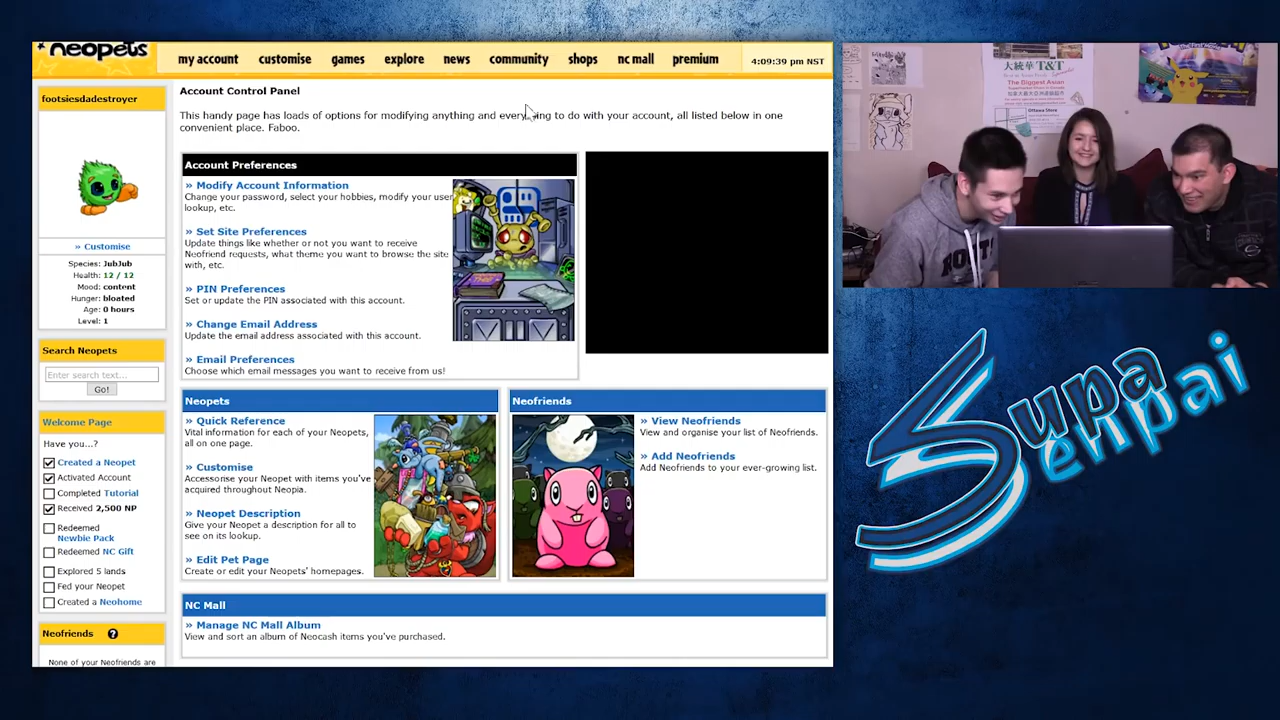 neopets
my account
customise
games
explore
news
community
shops
nc mall
premium
4:09:39 pm NST
footsiesdadestroyer
» Customise
Species: JubJub
Health: 12 / 12
Mood: content
Hunger: bloated
Age: 0 hours
Level: 1
Search Neopets
Enter search text...
Go!
Welcome Page
Have you...?
Created a Neopet
Activated Account
Completed Tutorial
Received 2,500 NP
Redeemed
Newbie Pack
Redeemed NC Gift
Explored 5 lands
Fed your Neopet
Created a Neohome
Neofriends ?
None of your Neofriends are
Account Control Panel
This handy page has loads of options for modifying anything and everything to do with your account, all listed below in one
convenient place. Faboo.
Account Preferences
» Modify Account Information
Change your password, select your hobbies, modify your user
lookup, etc.
» Set Site Preferences
Update things like whether or not you want to receive
Neofriend requests, what theme you want to browse the site
with, etc.
» PIN Preferences
Set or update the PIN associated with this account.
» Change Email Address
Update the email address associated with this account.
» Email Preferences
Choose which email messages you want to receive from us!
Neopets
» Quick Reference
Vital information for each of your Neopets,
all on one page.
» Customise
Accessorise your Neopet with items you've
acquired throughout Neopia.
» Neopet Description
Give your Neopet a description for all to
see on its lookup.
» Edit Pet Page
Create or edit your Neopets' homepages.
Neofriends
» View Neofriends
View and organise your list of Neofriends.
» Add Neofriends
Add Neofriends to your ever-growing list.
NC Mall
» Manage NC Mall Album
View and sort an album of Neocash items you've purchased.
大統華 T&T
The Biggest Asian
Ottawa Store
Supa
Senpai